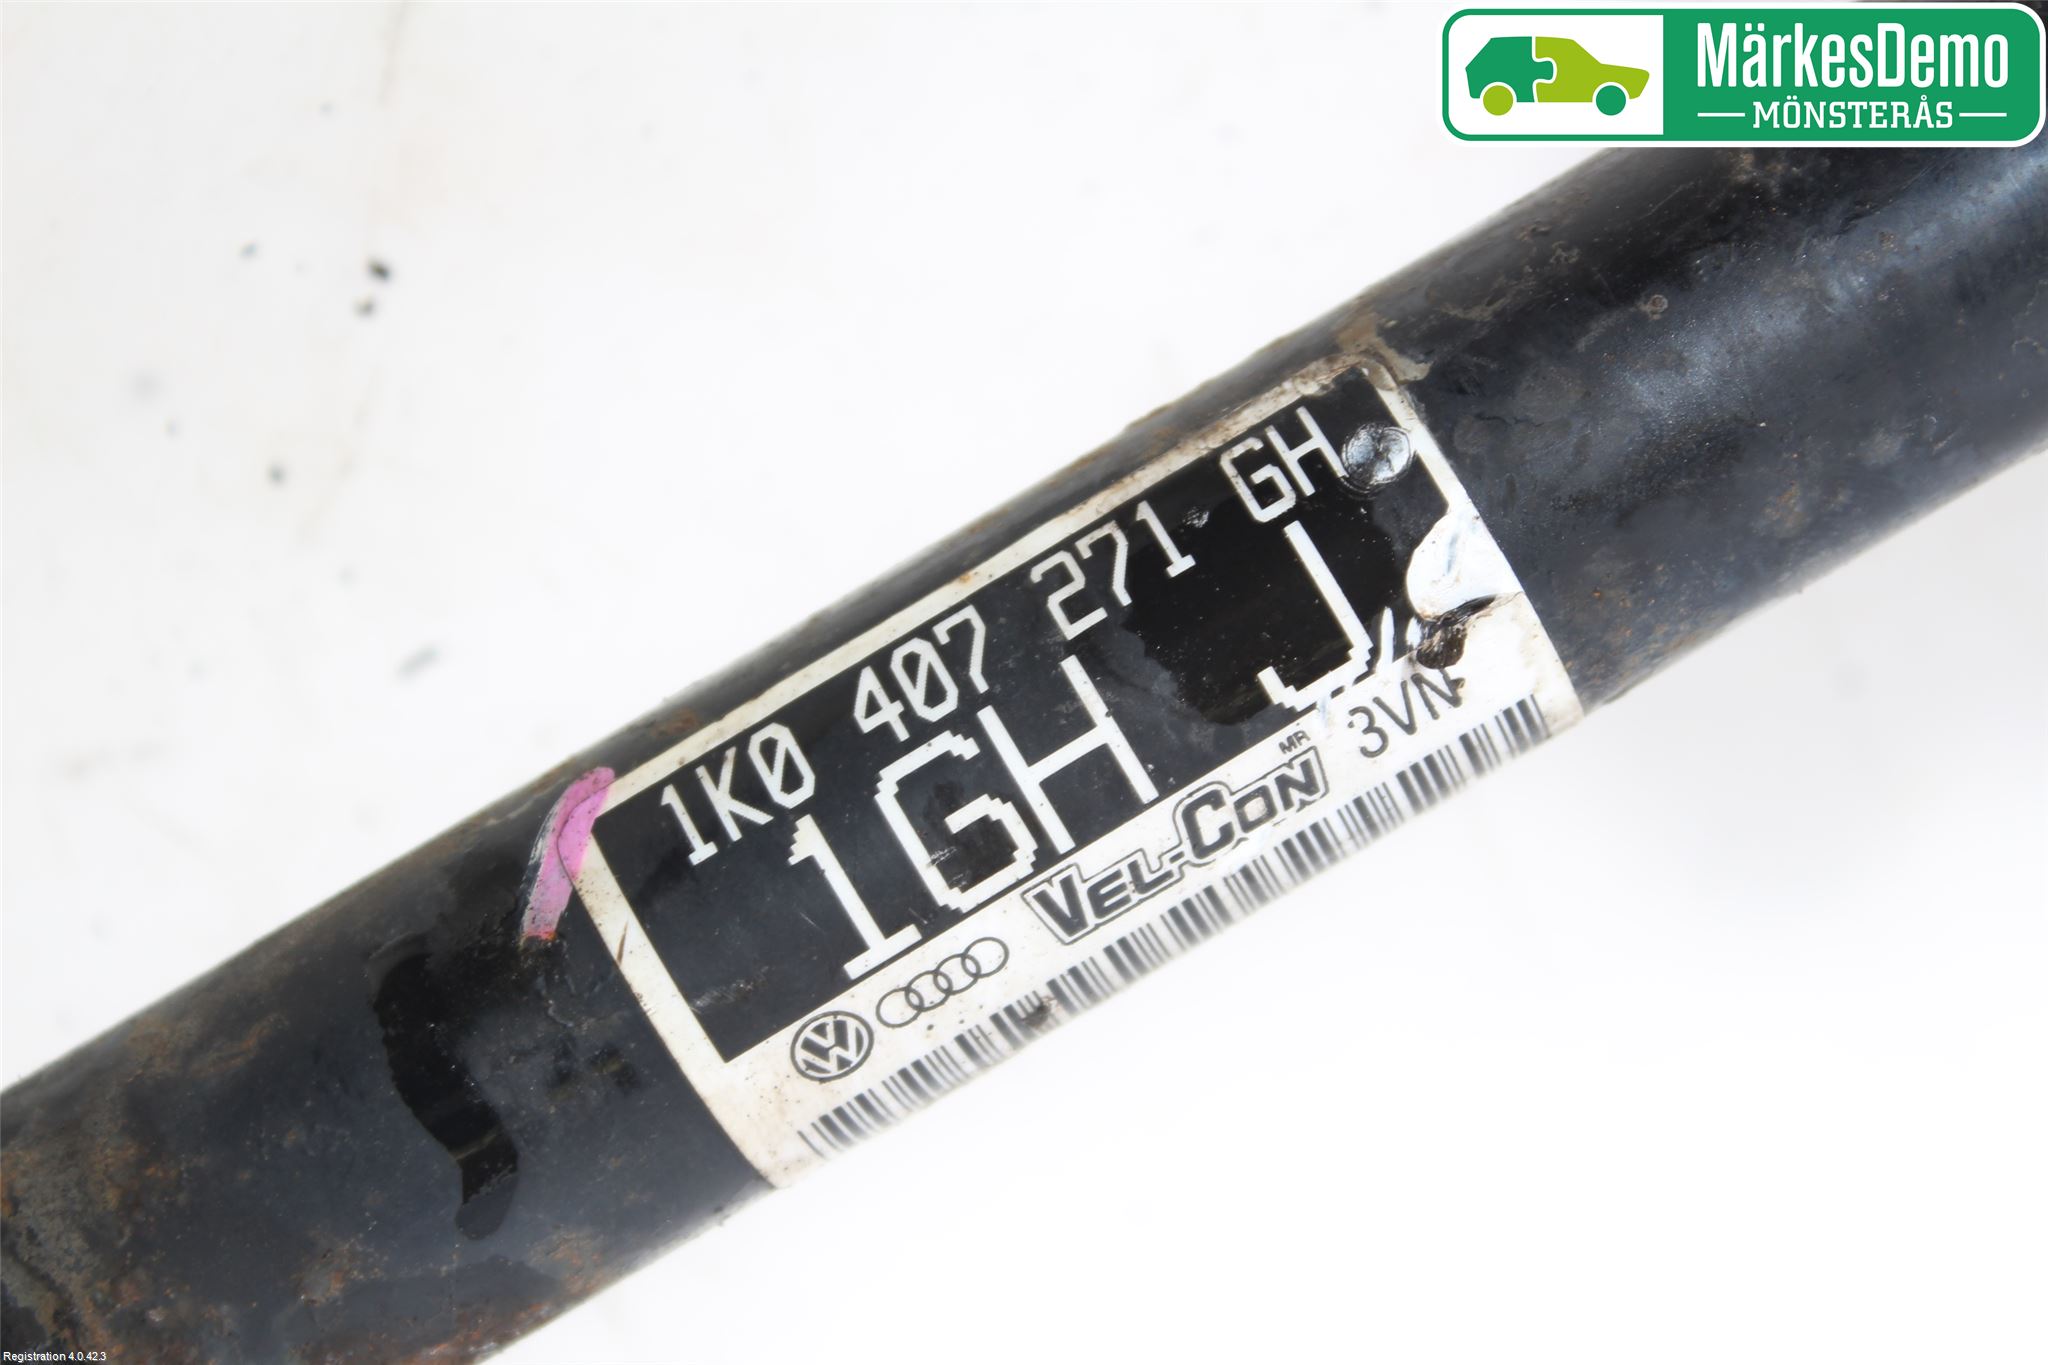 MärkesDemo
MÖNSTERÅS
1K0 407 271 GH
1GH J
VEL-CON MR 3VN
Registration 4.0.42.3